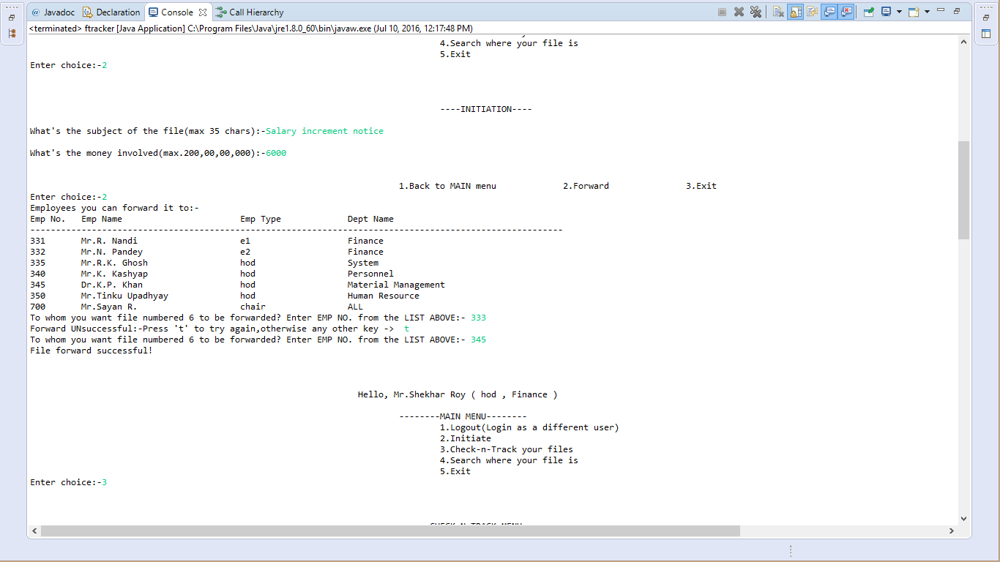 @ Javadoc Declaration Console Call Hierarchy
<terminated> ftracker [Java Application] C:\Program Files\Java\jre1.8.0_60\bin\javaw.exe (Jul 10, 2016, 12:17:48 PM)
4.Search where your file is
5.Exit
Enter choice:-2
----INITIATION----
What's the subject of the file(max 35 chars):-Salary increment notice
What's the money involved(max.200,00,00,000):-6000
1.Back to MAIN menu 2.Forward 3.Exit
Enter choice:-2
Employees you can forward it to:-
Emp No. Emp Name Emp Type Dept Name
--------------------------------------------------------------------------------------------------------
331 Mr.R. Nandi e1 Finance
332 Mr.N. Pandey e2 Finance
335 Mr.R.K. Ghosh hod System
340 Mr.K. Kashyap hod Personnel
345 Dr.K.P. Khan hod Material Management
350 Mr.Tinku Upadhyay hod Human Resource
700 Mr.Sayan R. chair ALL
To whom you want file numbered 6 to be forwarded? Enter EMP NO. from the LIST ABOVE:- 333
Forward UNsuccessful:-Press 't' to try again,otherwise any other key -> t
To whom you want file numbered 6 to be forwarded? Enter EMP NO. from the LIST ABOVE:- 345
File forward successful!
Hello, Mr.Shekhar Roy ( hod , Finance )
--------MAIN MENU--------
1.Logout(Login as a different user)
2.Initiate
3.Check-n-Track your files
4.Search where your file is
5.Exit
Enter choice:-3